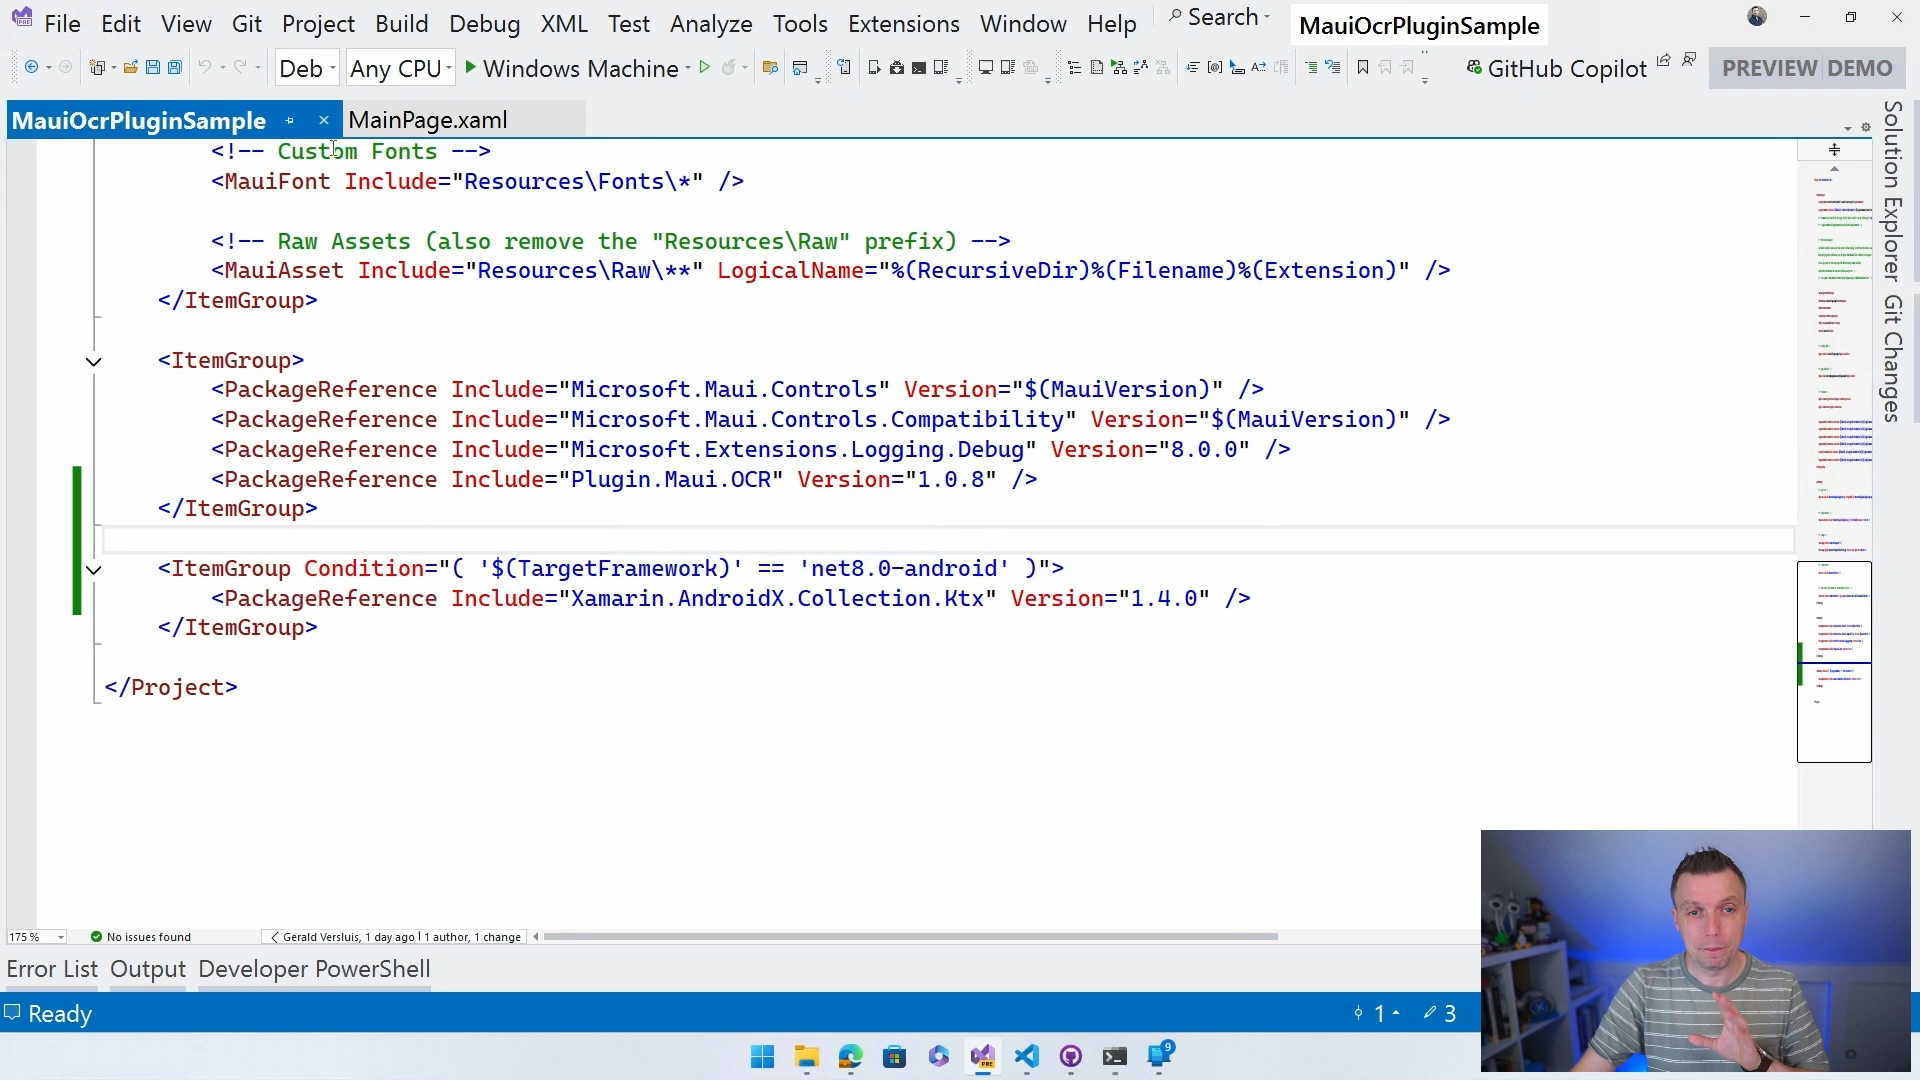 File Edit View Git Project Build Debug XML Test Analyze Tools Extensions Window Help Search MauiOcrPluginSample
Deb Any CPU Windows Machine GitHub Copilot PREVIEW DEMO
MauiOcrPluginSample MainPage.xaml
<!-- Custom Fonts -->
<MauiFont Include="Resources\Fonts\*" />
<!-- Raw Assets (also remove the "Resources\Raw" prefix) -->
<MauiAsset Include="Resources\Raw\**" LogicalName="%(RecursiveDir)%(Filename)%(Extension)" />
</ItemGroup>
<ItemGroup>
<PackageReference Include="Microsoft.Maui.Controls" Version="$(MauiVersion)" />
<PackageReference Include="Microsoft.Maui.Controls.Compatibility" Version="$(MauiVersion)" />
<PackageReference Include="Microsoft.Extensions.Logging.Debug" Version="8.0.0" />
<PackageReference Include="Plugin.Maui.OCR" Version="1.0.8" />
</ItemGroup>
<ItemGroup Condition="( '$(TargetFramework)' == 'net8.0-android' )">
<PackageReference Include="Xamarin.AndroidX.Collection.Ktx" Version="1.4.0" />
</ItemGroup>
</Project>
Solution Explorer
Git Changes
175 % No issues found Gerald Versluis, 1 day ago | 1 author, 1 change
Error List Output Developer PowerShell
Ready 1 3
PRE
9